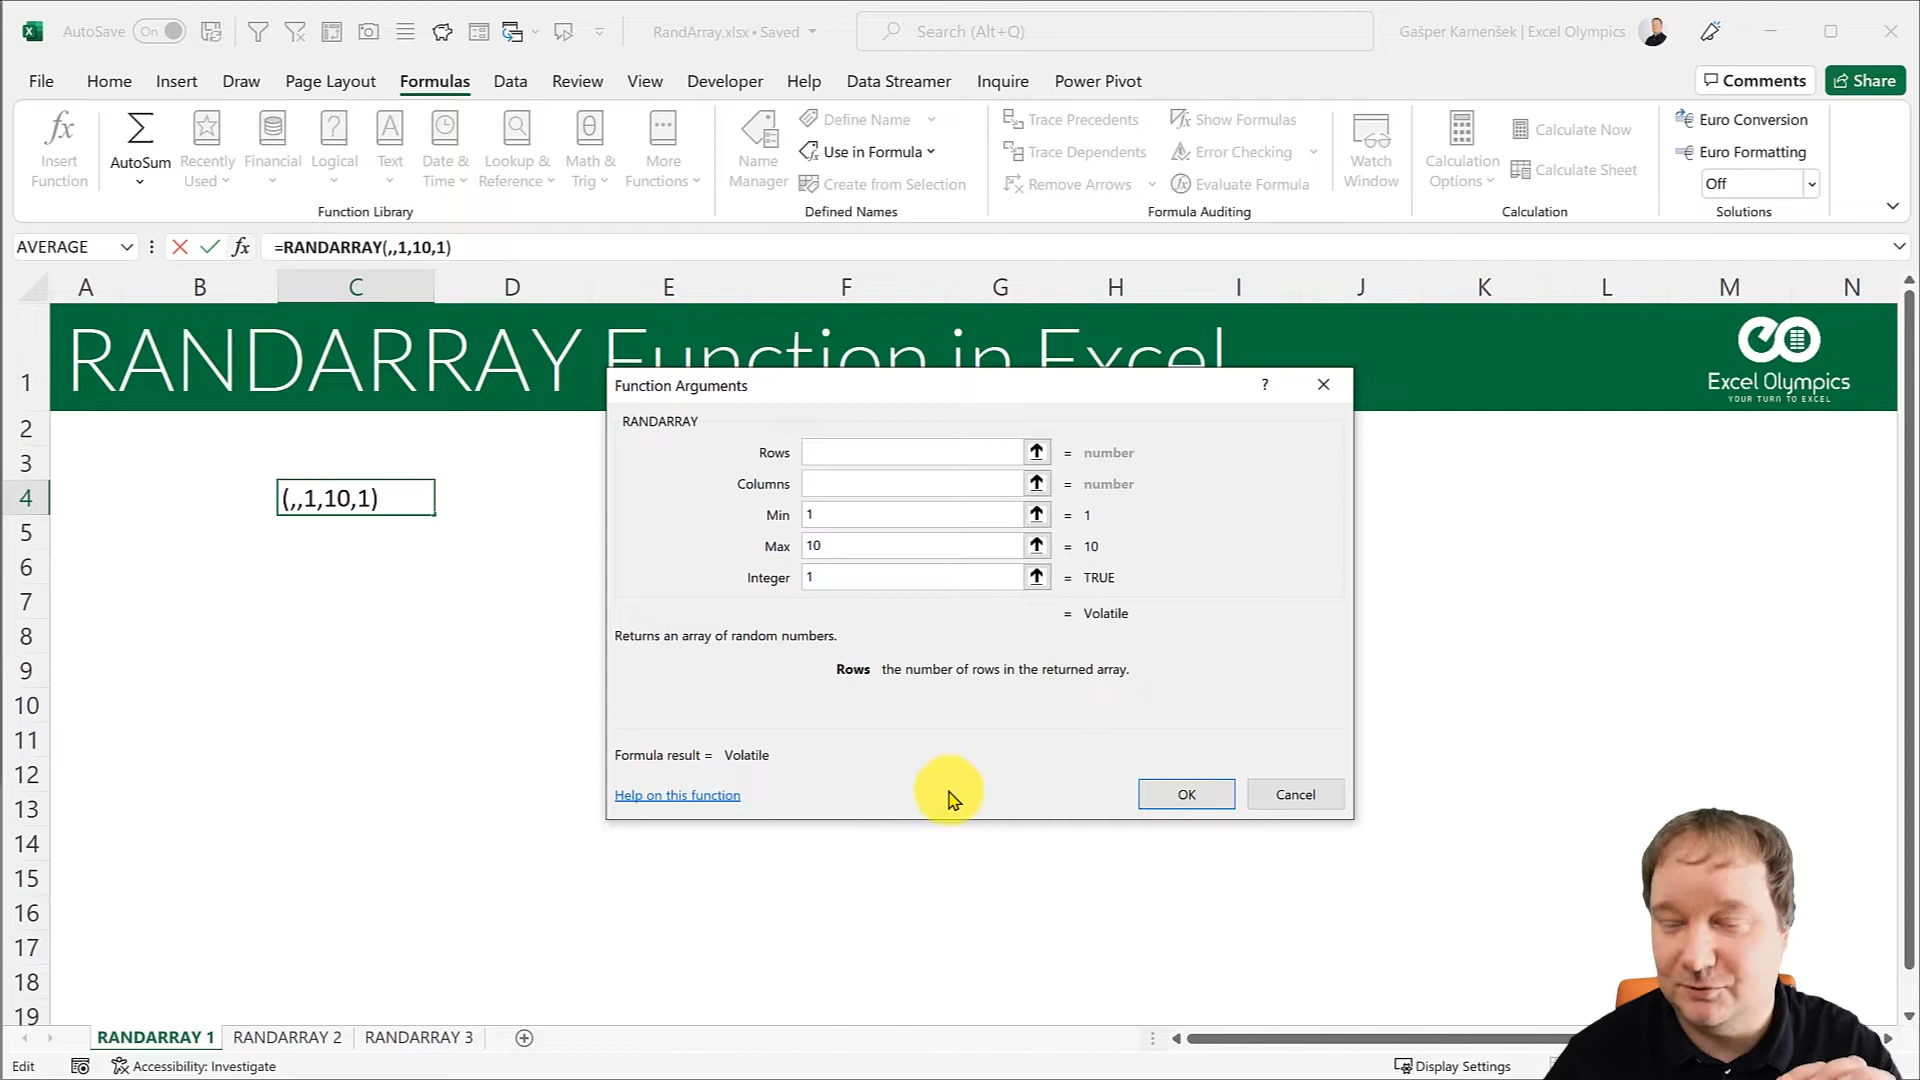 AutoSave On RandArray.xlsx • Saved Search (Alt+Q) Gašper Kamenšek | Excel Olympics
File Home Insert Draw Page Layout Formulas Data Review View Developer Help Data Streamer Inquire Power Pivot Comments Share
Insert Function
AutoSum
Recently Used
Financial
Logical
Text
Date & Time
Lookup & Reference
Math & Trig
More Functions
Function Library
Name Manager
Define Name
Use in Formula
Create from Selection
Defined Names
Trace Precedents
Trace Dependents
Remove Arrows
Show Formulas
Error Checking
Evaluate Formula
Formula Auditing
Watch Window
Calculation Options
Calculate Now
Calculate Sheet
Calculation
Euro Conversion
Euro Formatting
Off
Solutions
AVERAGE fx =RANDARRAY(,,1,10,1)
A B C D E F G H I J K L M N
1 RANDARRAY Function in Excel
Excel Olympics
YOUR TURN TO EXCEL
2
3
4 (,,1,10,1)
5
6
7
8
9
10
11
12
13
14
15
16
17
18
19
Function Arguments ? 
RANDARRAY
Rows = number
Columns = number
Min 1 = 1
Max 10 = 10
Integer 1 = TRUE
= Volatile
Returns an array of random numbers.
Rows the number of rows in the returned array.
Formula result = Volatile
Help on this function OK Cancel
RANDARRAY 1 RANDARRAY 2 RANDARRAY 3
Edit Accessibility: Investigate Display Settings